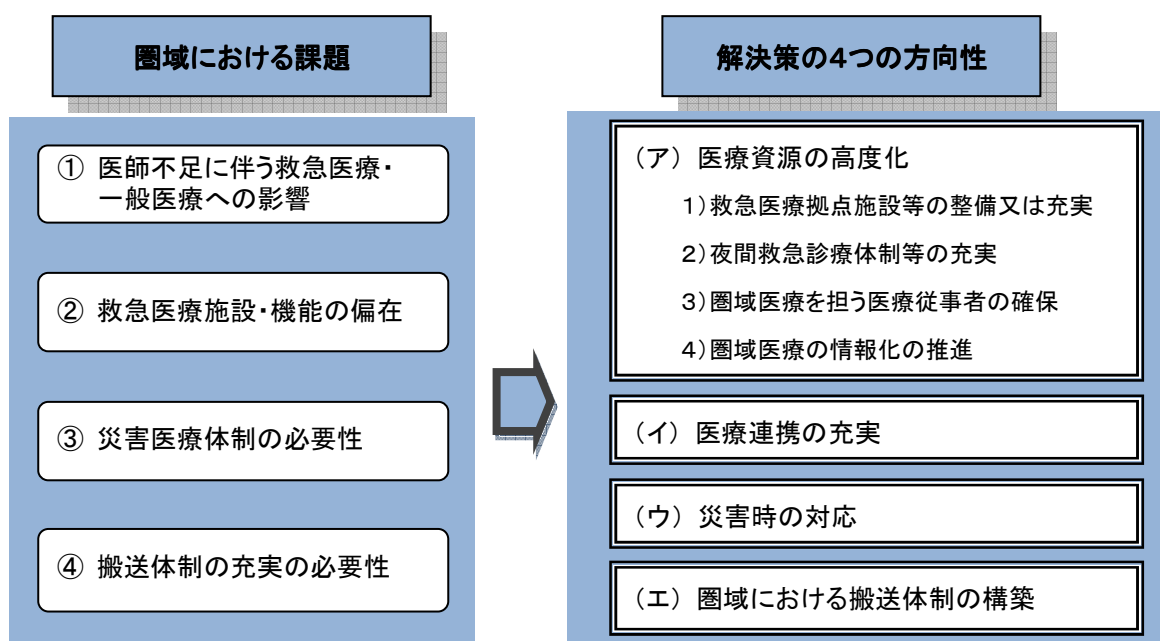 圏域における課題
① 医師不足に伴う救急医療・
一般医療への影響
② 救急医療施設・機能の偏在
③ 災害医療体制の必要性
④ 搬送体制の充実の必要性
解決策の4つの方向性
（ア） 医療資源の高度化
1）救急医療拠点施設等の整備又は充実
2）夜間救急診療体制等の充実
3）圏域医療を担う医療従事者の確保
4）圏域医療の情報化の推進
（イ） 医療連携の充実
（ウ） 災害時の対応
（エ） 圏域における搬送体制の構築